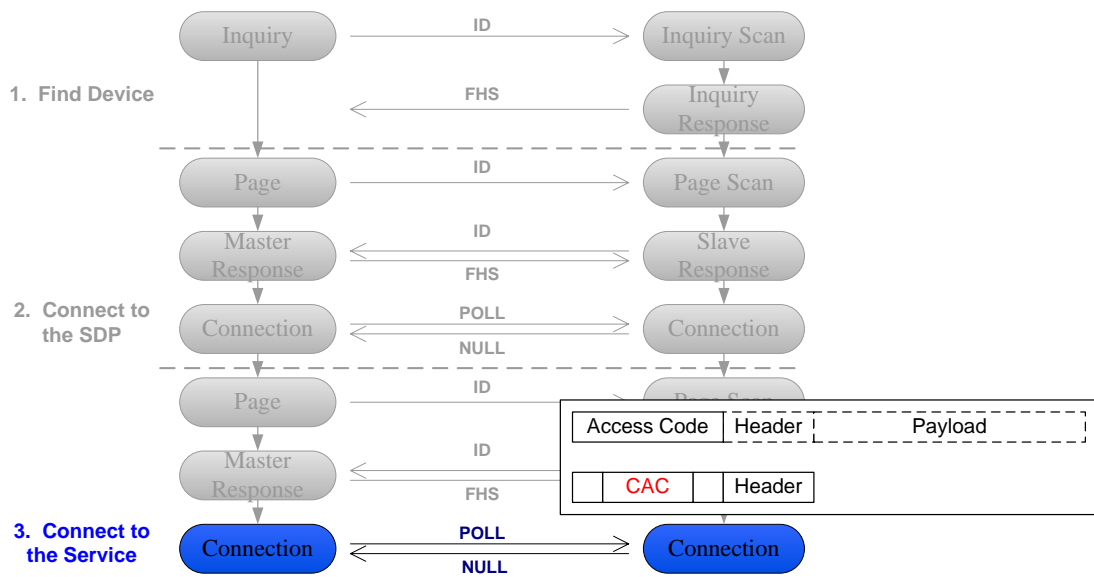 Inquiry
ID
Inquiry Scan
1. Find Device
FHS
Inquiry
Response
Page
ID
Page Scan
Master
Response
ID
FHS
Slave
Response
2. Connect to
the SDP
Connection
POLL
NULL
Connection
Page
ID
Page Scan
Access Code
Header
Payload
Master
Response
ID
FHS
CAC
Header
3. Connect to
the Service
Connection
POLL
NULL
Connection